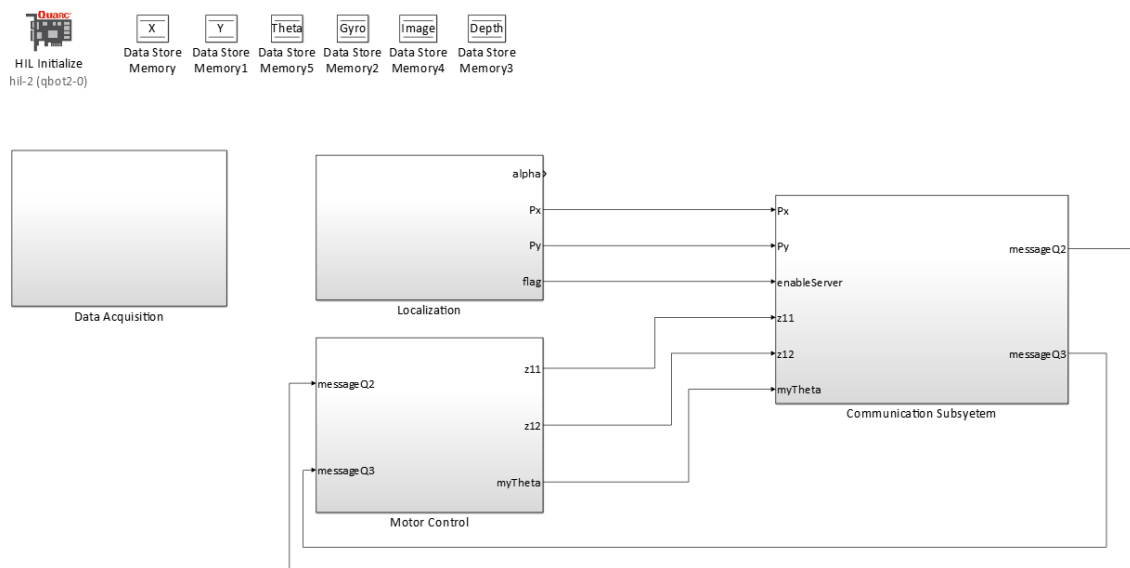 QUARC
HIL Initialize
hil-2 (qbot2-0)
X
Data Store
Memory
Y
Data Store
Memory1
Theta
Data Store
Memory5
Gyro
Data Store
Memory2
Image
Data Store
Memory4
Depth
Data Store
Memory3
Data Acquisition
alpha
Px
Py
flag
Localization
messageQ2
messageQ3
z11
z12
myTheta
Motor Control
Px
Py
enableServer
z11
z12
myTheta
messageQ2
messageQ3
Communication Subsyetem